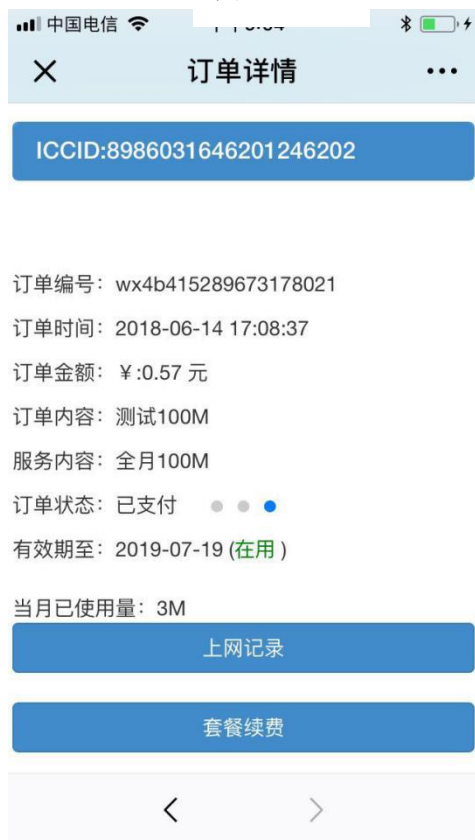 中国电信
订单详情
ICCID:8986031646201246202
订单编号：wx4b415289673178021
订单时间：2018-06-14 17:08:37
订单金额：￥:0.57 元
订单内容：测试100M
服务内容：全月100M
订单状态：已支付
有效期至：2019-07-19 (在用 )
当月已使用量：3M
上网记录
套餐续费